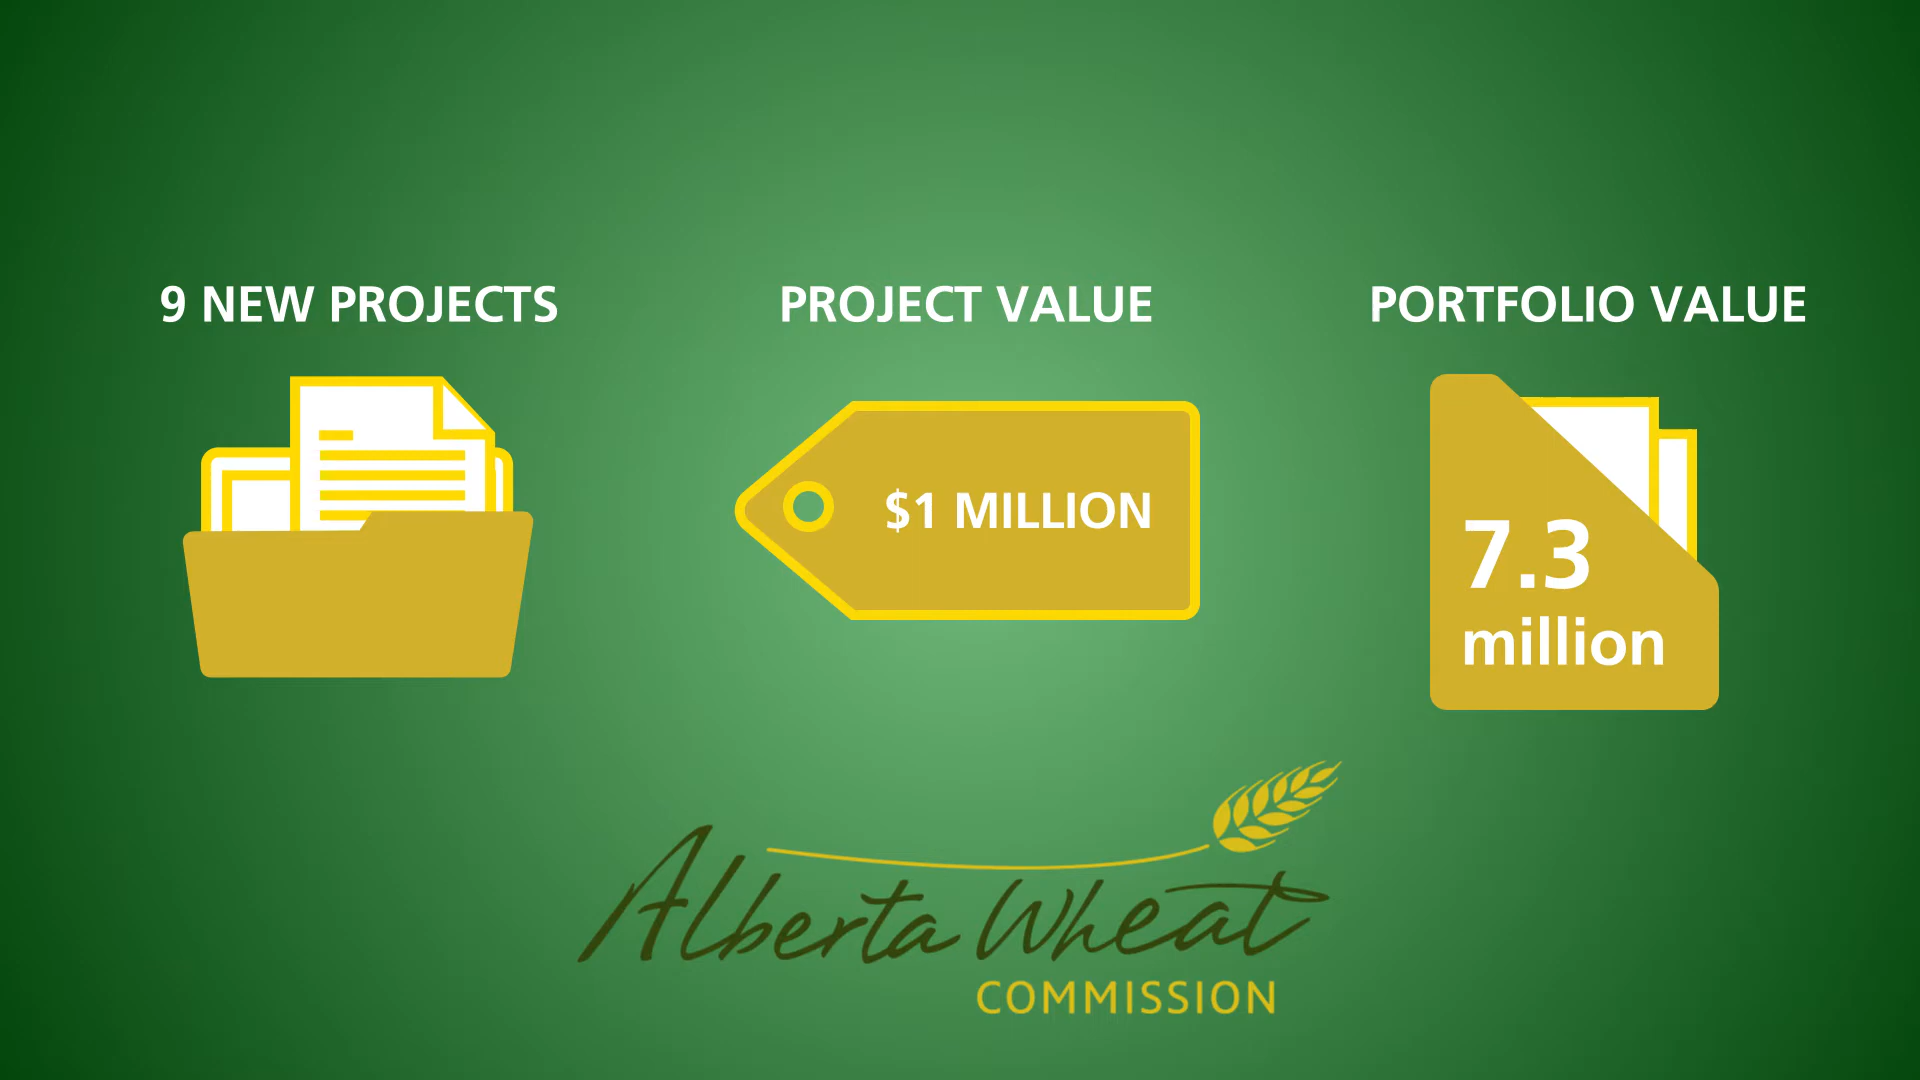 9 NEW PROJECTS
PROJECT VALUE
PORTFOLIO VALUE
$1 MILLION
7.3
million
Alberta Wheat
COMMISSION